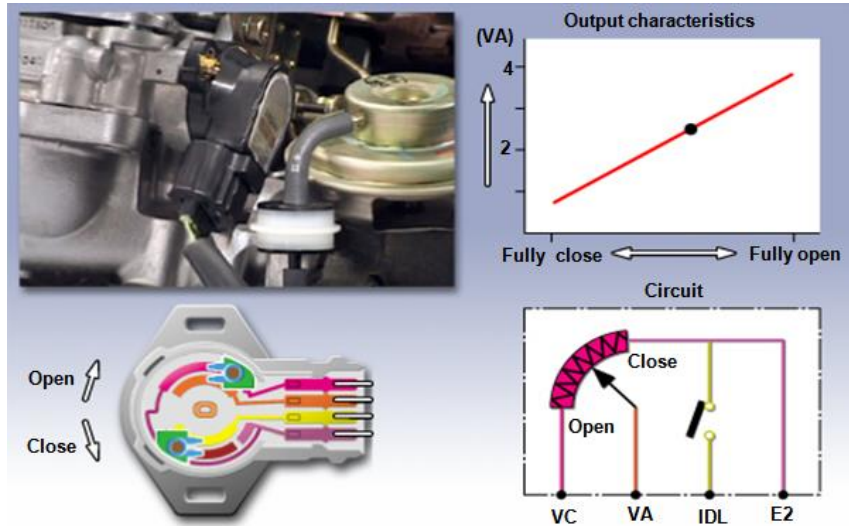 Output characteristics
(VA)
4
2
Fully close
Fully open
Circuit
Open
Close
Close
Open
VC
VA
IDL
E2